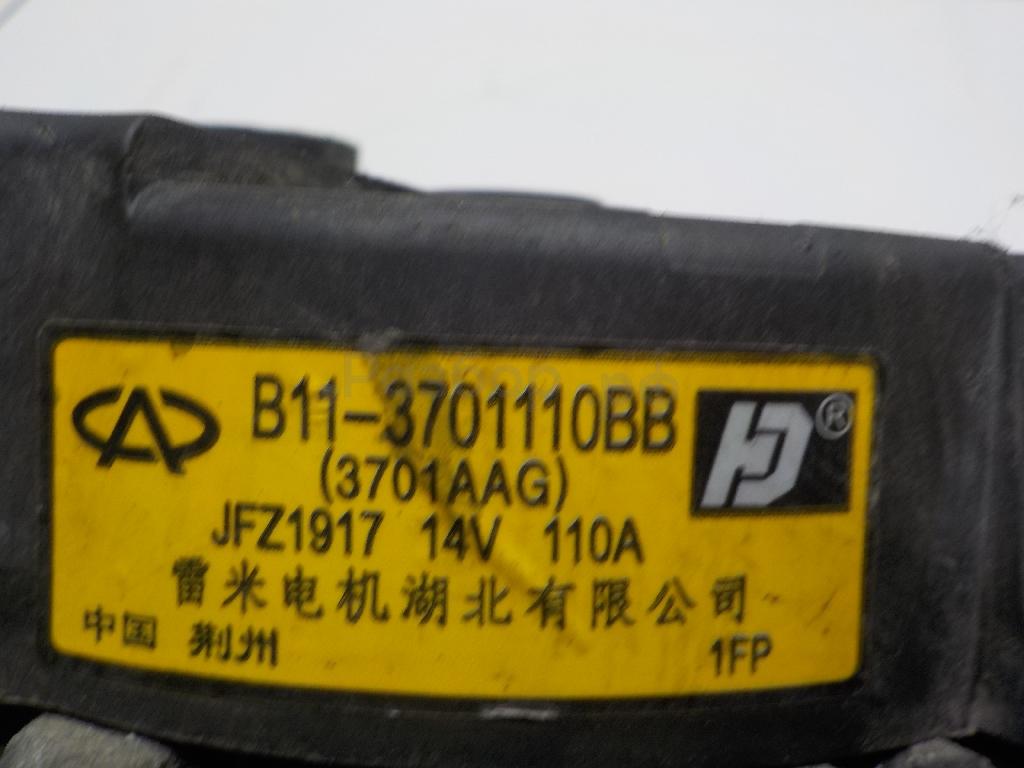 B11-3701110BB
(3701AAG)
JFZ1917 14V 110A
雷米电机湖北有限公司
中国 荆州 1FP